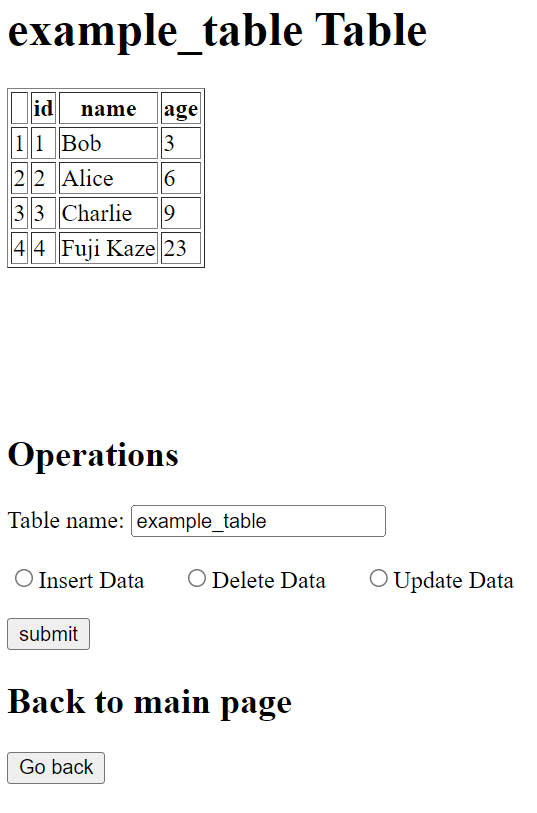 example_table Table
id name age
1 1 Bob 3
2 2 Alice 6
3 3 Charlie 9
4 4 Fuji Kaze 23
Operations
Table name: example_table
Insert Data Delete Data Update Data
submit
Back to main page
Go back